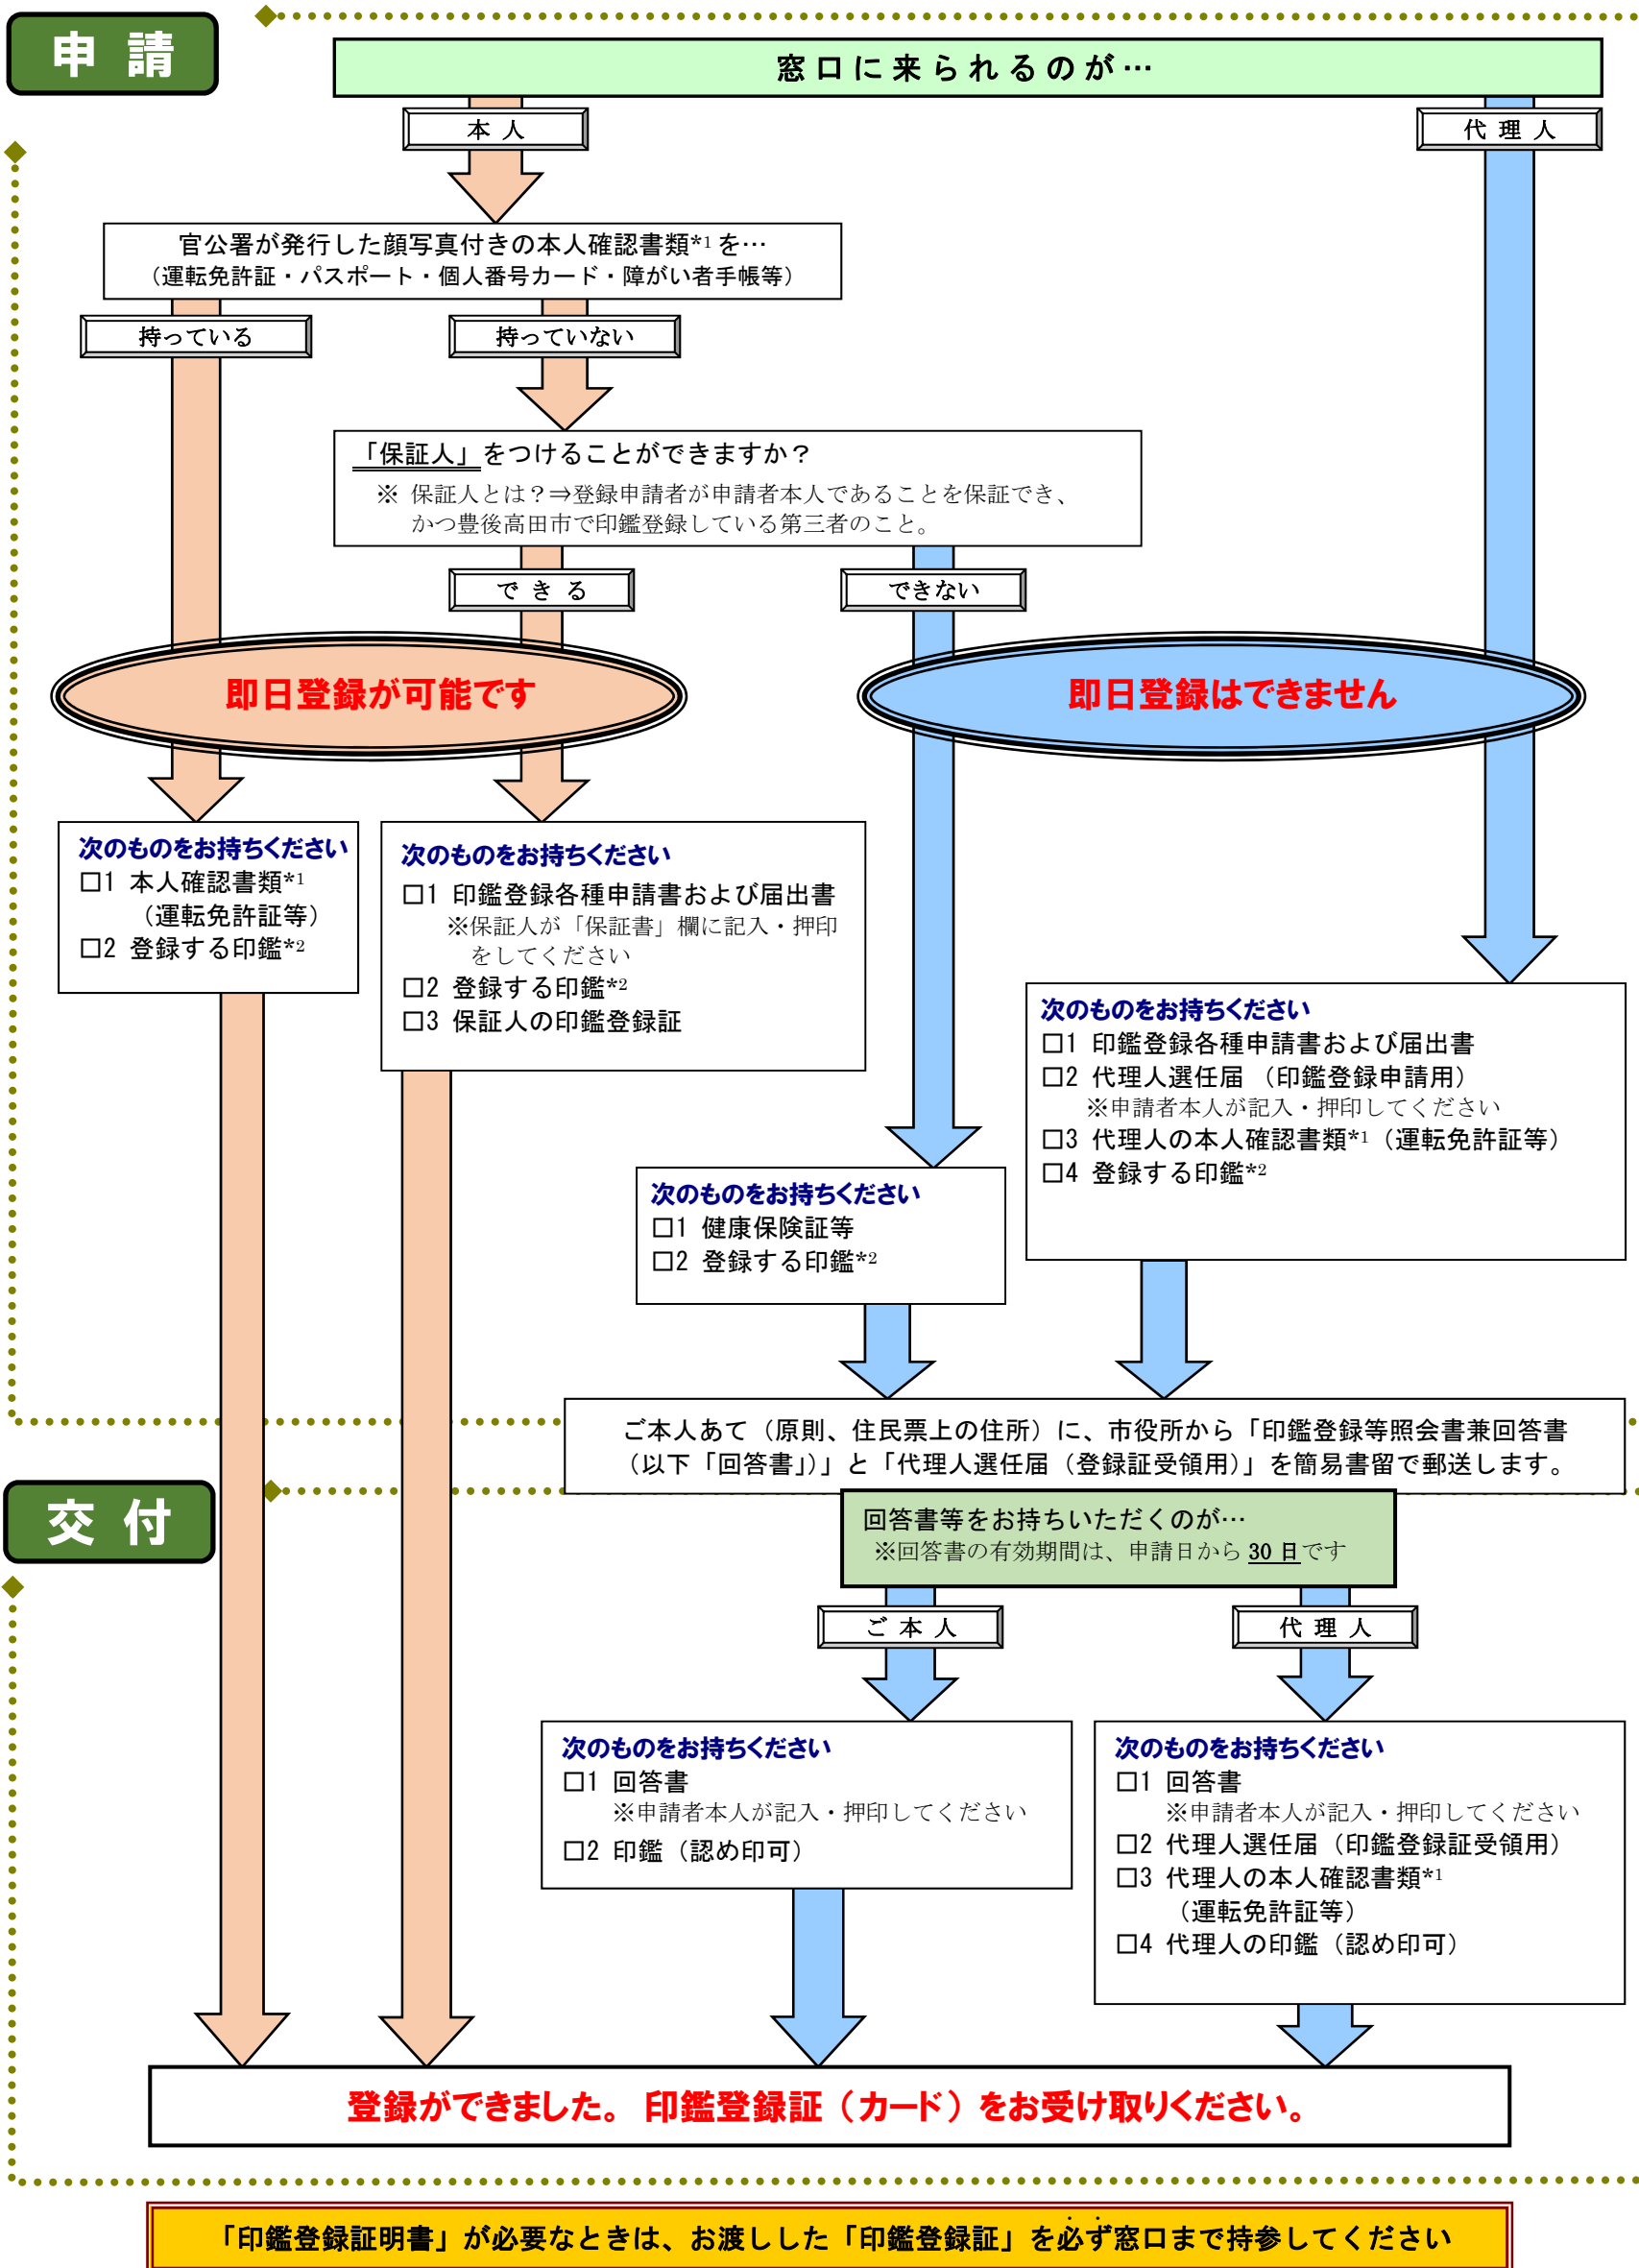 申 請
窓口に来られるのが…
本 人
代 理 人
官公署が発行した顔写真付きの本人確認書類*1を…
（運転免許証・パスポート・個人番号カード・障がい者手帳等）
持っている
持っていない
「保証人」をつけることができますか？
※ 保証人とは？⇒登録申請者が申請者本人であることを保証でき、
かつ豊後高田市で印鑑登録している第三者のこと。
で き る
できない
即日登録が可能です
即日登録はできません
次のものをお持ちください
□1 本人確認書類*1
（運転免許証等）
□2 登録する印鑑*2
次のものをお持ちください
□1 印鑑登録各種申請書および届出書
※保証人が「保証書」欄に記入・押印
をしてください
□2 登録する印鑑*2
□3 保証人の印鑑登録証
次のものをお持ちください
□1 印鑑登録各種申請書および届出書
□2 代理人選任届（印鑑登録申請用）
※申請者本人が記入・押印してください
□3 代理人の本人確認書類*1（運転免許証等）
□4 登録する印鑑*2
次のものをお持ちください
□1 健康保険証等
□2 登録する印鑑*2
ご本人あて（原則、住民票上の住所）に、市役所から「印鑑登録等照会書兼回答書
（以下「回答書」）」と「代理人選任届（登録証受領用）」を簡易書留で郵送します。
交 付
回答書等をお持ちいただくのが…
※回答書の有効期間は、申請日から 30 日です
ご 本 人
代 理 人
次のものをお持ちください
□1 回答書
※申請者本人が記入・押印してください
□2 印鑑（認め印可）
次のものをお持ちください
□1 回答書
※申請者本人が記入・押印してください
□2 代理人選任届（印鑑登録証受領用）
□3 代理人の本人確認書類*1
（運転免許証等）
□4 代理人の印鑑（認め印可）
登録ができました。印鑑登録証（カード）をお受け取りください。
「印鑑登録証明書」が必要なときは、お渡しした「印鑑登録証」を必ず窓口まで持参してください